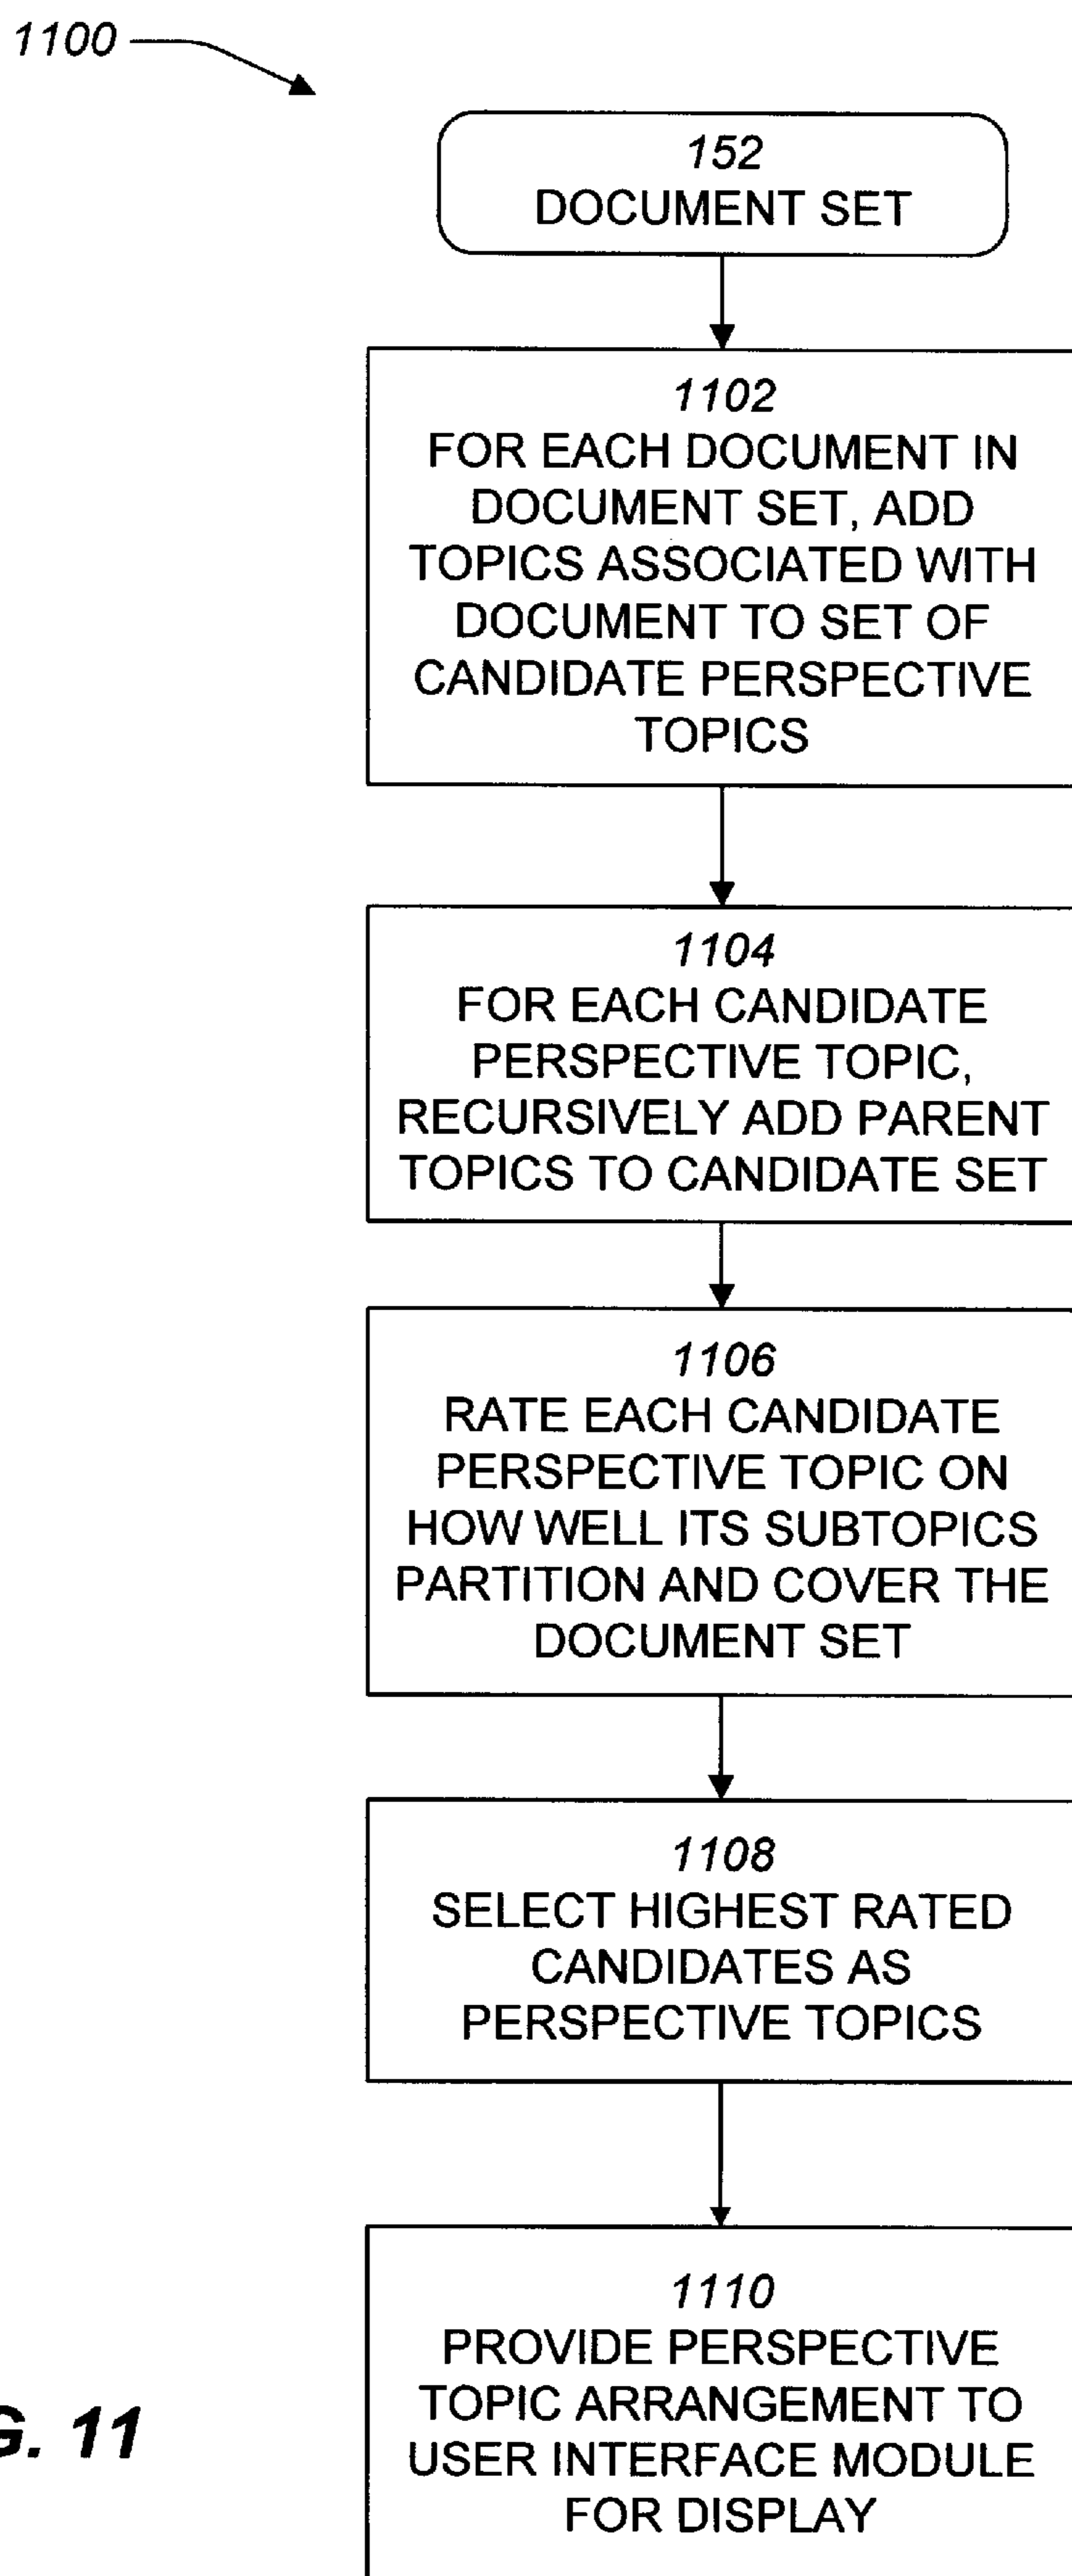 1100
152
DOCUMENT SET
1102
FOR EACH DOCUMENT IN
DOCUMENT SET, ADD
TOPICS ASSOCIATED WITH
DOCUMENT TO SET OF
CANDIDATE PERSPECTIVE
TOPICS
1104
FOR EACH CANDIDATE
PERSPECTIVE TOPIC,
RECURSIVELY ADD PARENT
TOPICS TO CANDIDATE SET
1106
RATE EACH CANDIDATE
PERSPECTIVE TOPIC ON
HOW WELL ITS SUBTOPICS
PARTITION AND COVER THE
DOCUMENT SET
1108
SELECT HIGHEST RATED
CANDIDATES AS
PERSPECTIVE TOPICS
1110
PROVIDE PERSPECTIVE
TOPIC ARRANGEMENT TO
USER INTERFACE MODULE
FOR DISPLAY
G. 11